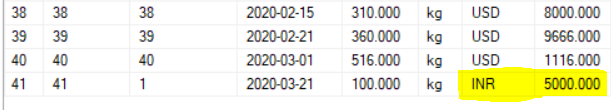 38 38 38 2020-02-15 310.000 kg USD 8000.000
39 39 39 2020-02-21 360.000 kg USD 9666.000
40 40 40 2020-03-01 516.000 kg USD 1116.000
41 41 1 2020-03-21 100.000 kg INR 5000.000